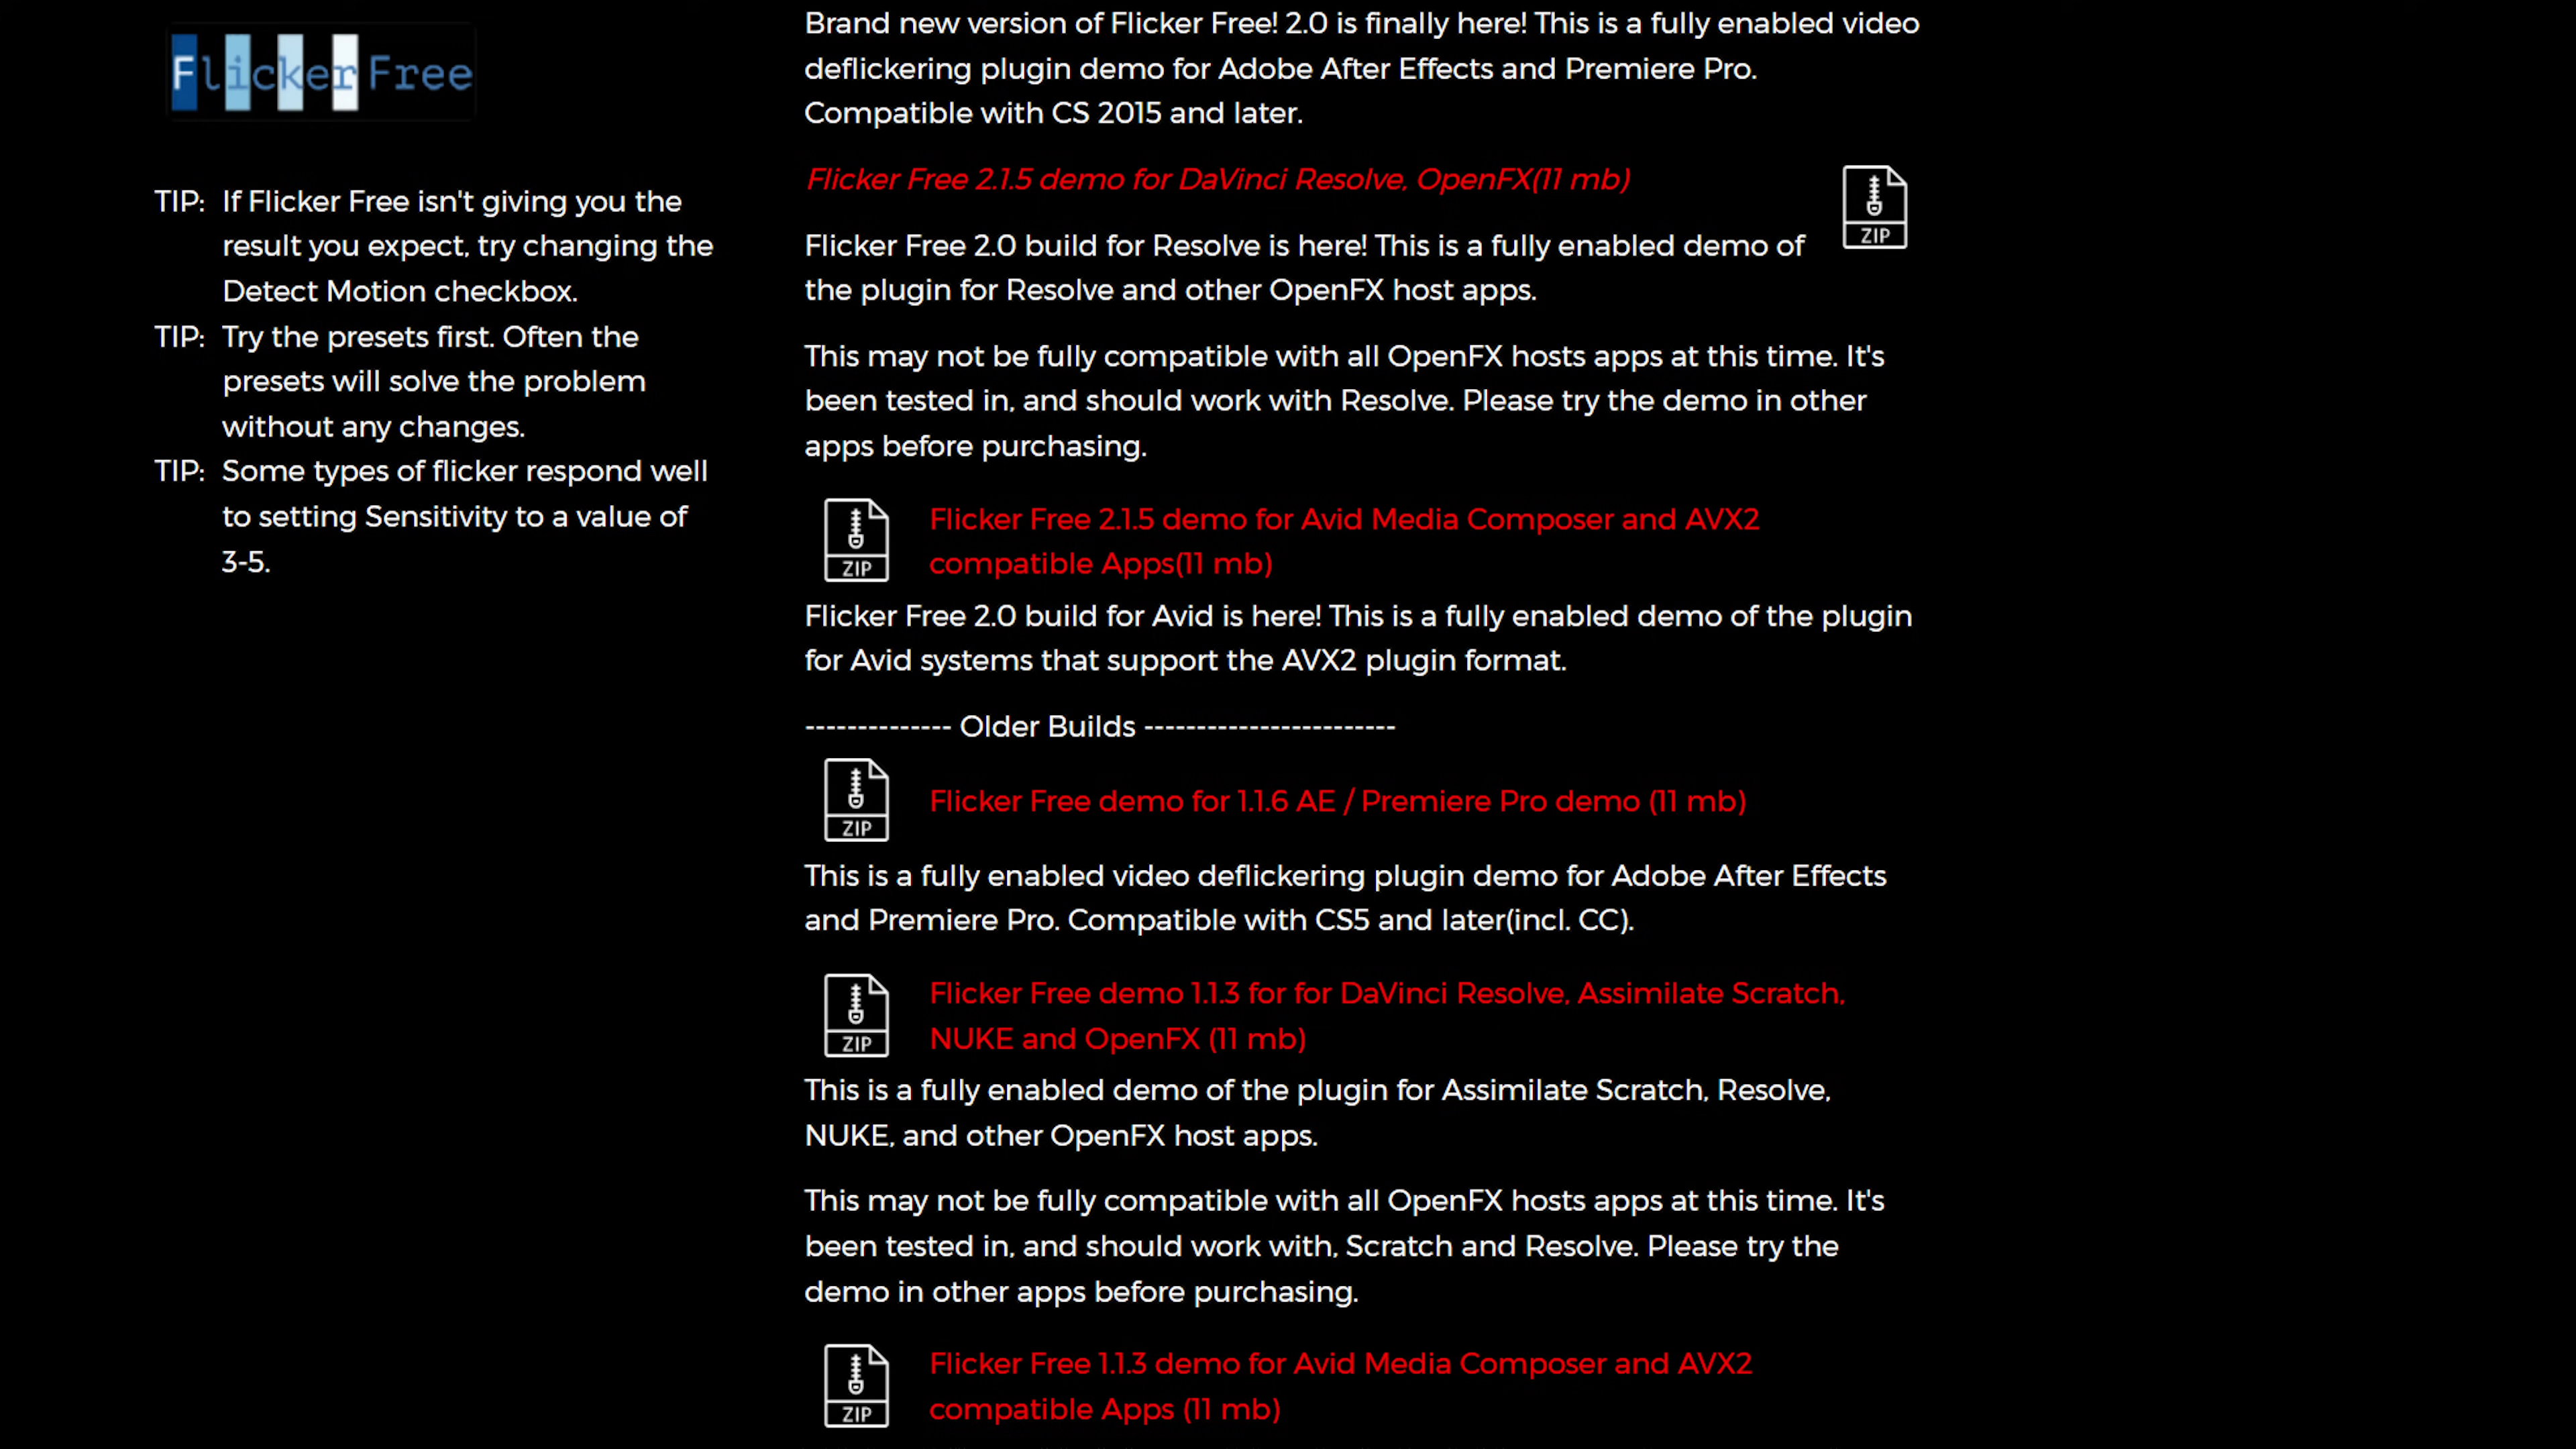 Flicker Free
TIP: If Flicker Free isn't giving you the
result you expect, try changing the
Detect Motion checkbox.
TIP: Try the presets first. Often the
presets will solve the problem
without any changes.
TIP: Some types of flicker respond well
to setting Sensitivity to a value of
3-5.
Brand new version of Flicker Free! 2.0 is finally here! This is a fully enabled video
deflickering plugin demo for Adobe After Effects and Premiere Pro.
Compatible with CS 2015 and later.
Flicker Free 2.1.5 demo for DaVinci Resolve, OpenFX(11 mb)
ZIP
Flicker Free 2.0 build for Resolve is here! This is a fully enabled demo of
the plugin for Resolve and other OpenFX host apps.
This may not be fully compatible with all OpenFX hosts apps at this time. It's
been tested in, and should work with Resolve. Please try the demo in other
apps before purchasing.
ZIP
Flicker Free 2.1.5 demo for Avid Media Composer and AVX2
compatible Apps(11 mb)
Flicker Free 2.0 build for Avid is here! This is a fully enabled demo of the plugin
for Avid systems that support the AVX2 plugin format.
-------------- Older Builds ------------------------
ZIP
Flicker Free demo for 1.1.6 AE / Premiere Pro demo (11 mb)
This is a fully enabled video deflickering plugin demo for Adobe After Effects
and Premiere Pro. Compatible with CS5 and later(incl. CC).
ZIP
Flicker Free demo 1.1.3 for for DaVinci Resolve, Assimilate Scratch,
NUKE and OpenFX (11 mb)
This is a fully enabled demo of the plugin for Assimilate Scratch, Resolve,
NUKE, and other OpenFX host apps.
This may not be fully compatible with all OpenFX hosts apps at this time. It's
been tested in, and should work with, Scratch and Resolve. Please try the
demo in other apps before purchasing.
ZIP
Flicker Free 1.1.3 demo for Avid Media Composer and AVX2
compatible Apps (11 mb)